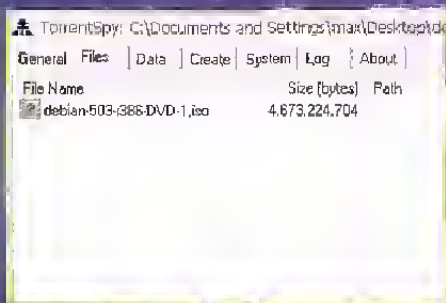 TorrentSpy: C:\Documents and Settings\max\Desktop\de
General Files Data Create System Log About
File Name Size (bytes) Path
debian-503-i386-DVD-1.iso 4.673.224.704